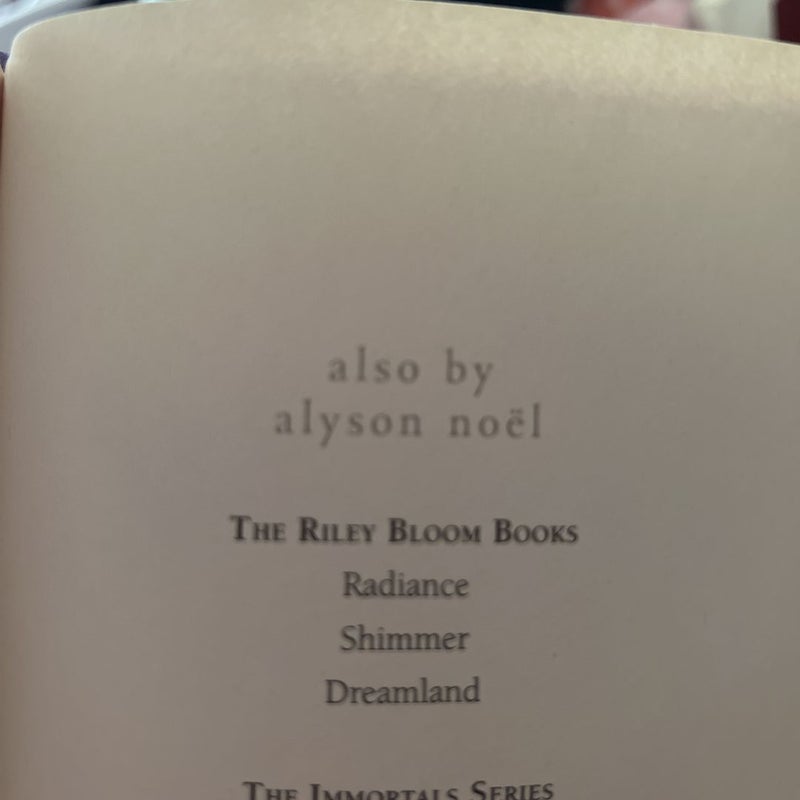 also by
alyson noël
THE RILEY BLOOM BOOKS
Radiance
Shimmer
Dreamland
THE IMMORTALS SERIES